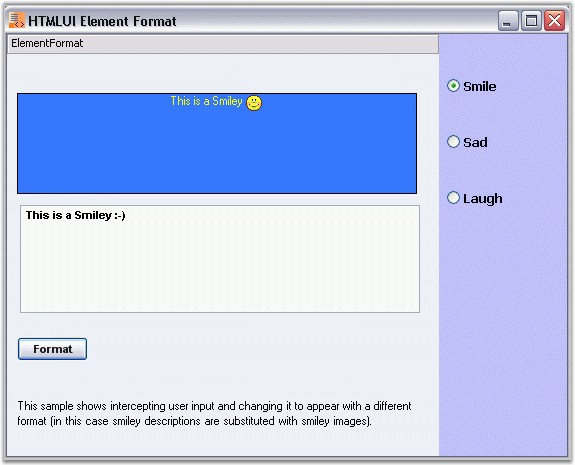 HTMLUI Element Format
ElementFormat
This is a Smiley
This is a Smiley :-)
Format
This sample shows intercepting user input and changing it to appear with a different
format (in this case smiley descriptions are substituted with smiley images).
Smile
Sad
Laugh